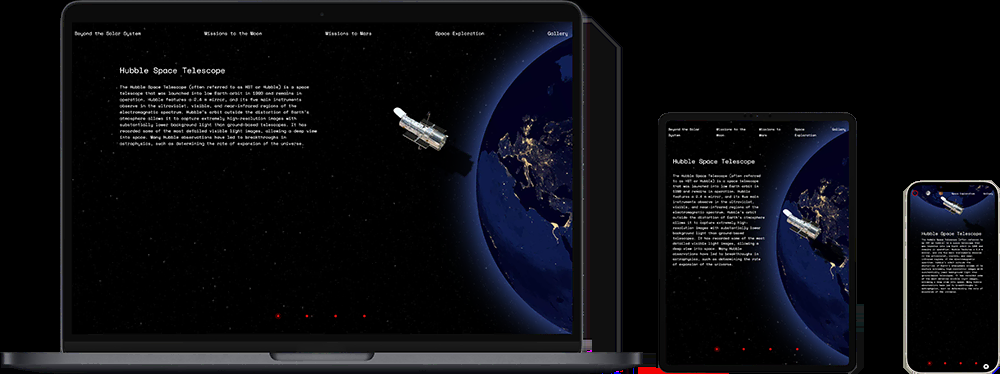 Beyond the Solar System
Missions to the Moon
Missions to Mars
Space Exploration
Gallery
Hubble Space Telescope
The Hubble Space Telescope (often referred to as HST or Hubble) is a space
telescope that was launched into low Earth orbit in 1990 and remains in
operation. Hubble features a 2.4 m mirror, and its five main instruments
observe in the ultraviolet, visible, and near-infrared regions of the
electromagnetic spectrum. Hubble's orbit outside the distortion of Earth's
atmosphere allows it to capture extremely high-resolution images with
substantially lower background light than ground-based telescopes. It has
recorded some of the most detailed visible light images, allowing a deep view
into space. Many Hubble observations have led to breakthroughs in
astrophysics, such as determining the rate of expansion of the universe.
Beyond the Solar
System
Missions to the
Moon
Missions to
Mars
Space
Exploration
Gallery
Hubble Space Telescope
The Hubble Space Telescope (often referred
to as HST or Hubble) is a space telescope
that was launched into low Earth orbit in
1990 and remains in operation. Hubble
features a 2.4 m mirror, and its five main
instruments observe in the ultraviolet,
visible, and near-infrared regions of the
electromagnetic spectrum. Hubble's orbit
outside the distortion of Earth's atmosphere
allows it to capture extremely high-
resolution images with substantially lower
background light than ground-based
telescopes. It has recorded some of the most
detailed visible light images, allowing a
deep view into space. Many Hubble
observations have led to breakthroughs in
astrophysics, such as determining the rate
of expansion of the universe.
Space Exploration
Hubble Space Telescope